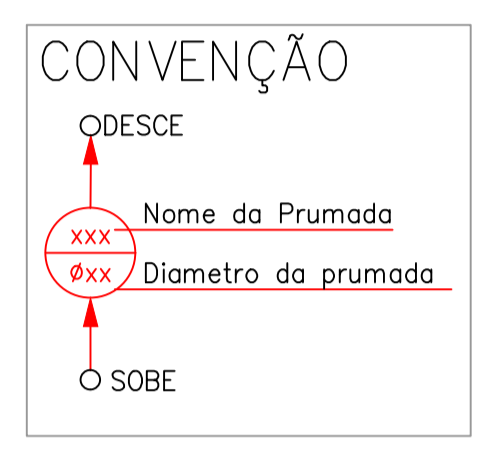 CONVENÇÃO
DESCE
Nome da Prumada
xxx
Øxx
Diametro da prumada
SOBE